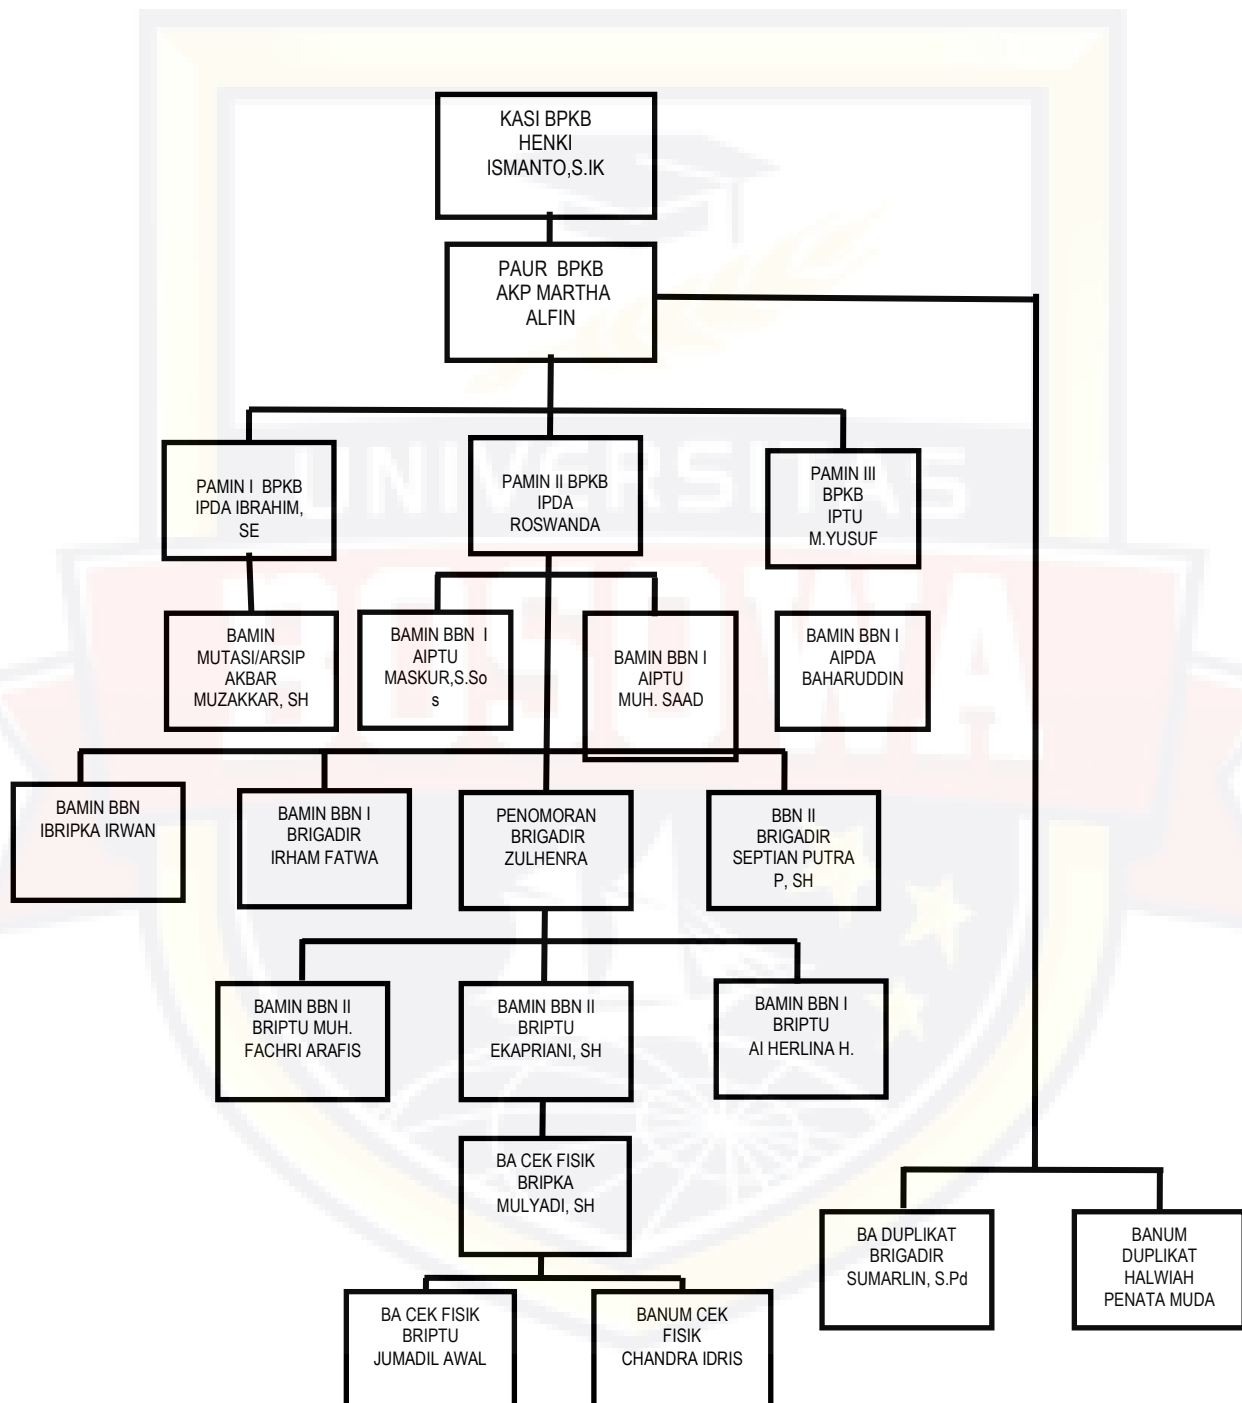 KASI BPKB
HENKI
ISMANTO,S.IK
PAUR BPKB
AKP MARTHA
ALFIN
PAMIN I BPKB
IPDA IBRAHIM,
SE
PAMIN II BPKB
IPDA
ROSWANDA
PAMIN III
BPKB
IPTU
M.YUSUF
UNIVERSITAS
BOSOWA
BAMIN
MUTASI/ARSIP
AKBAR
MUZAKKAR, SH
BAMIN BBN I
AIPTU
MASKUR,S.So
s
BAMIN BBN I
AIPTU
MUH. SAAD
BAMIN BBN I
AIPDA
BAHARUDDIN
BAMIN BBN
IBRIPKA IRWAN
BAMIN BBN I
BRIGADIR
IRHAM FATWA
PENOMORAN
BRIGADIR
ZULHENRA
BBN II
BRIGADIR
SEPTIAN PUTRA
P, SH
BAMIN BBN II
BRIPTU MUH.
FACHRI ARAFIS
BAMIN BBN II
BRIPTU
EKAPRIANI, SH
BAMIN BBN I
BRIPTU
AI HERLINA H.
BA CEK FISIK
BRIPKA
MULYADI, SH
BA DUPLIKAT
BRIGADIR
SUMARLIN, S.Pd
BANUM
DUPLIKAT
HALWIAH
PENATA MUDA
BA CEK FISIK
BRIPTU
JUMADIL AWAL
BANUM CEK
FISIK
CHANDRA IDRIS